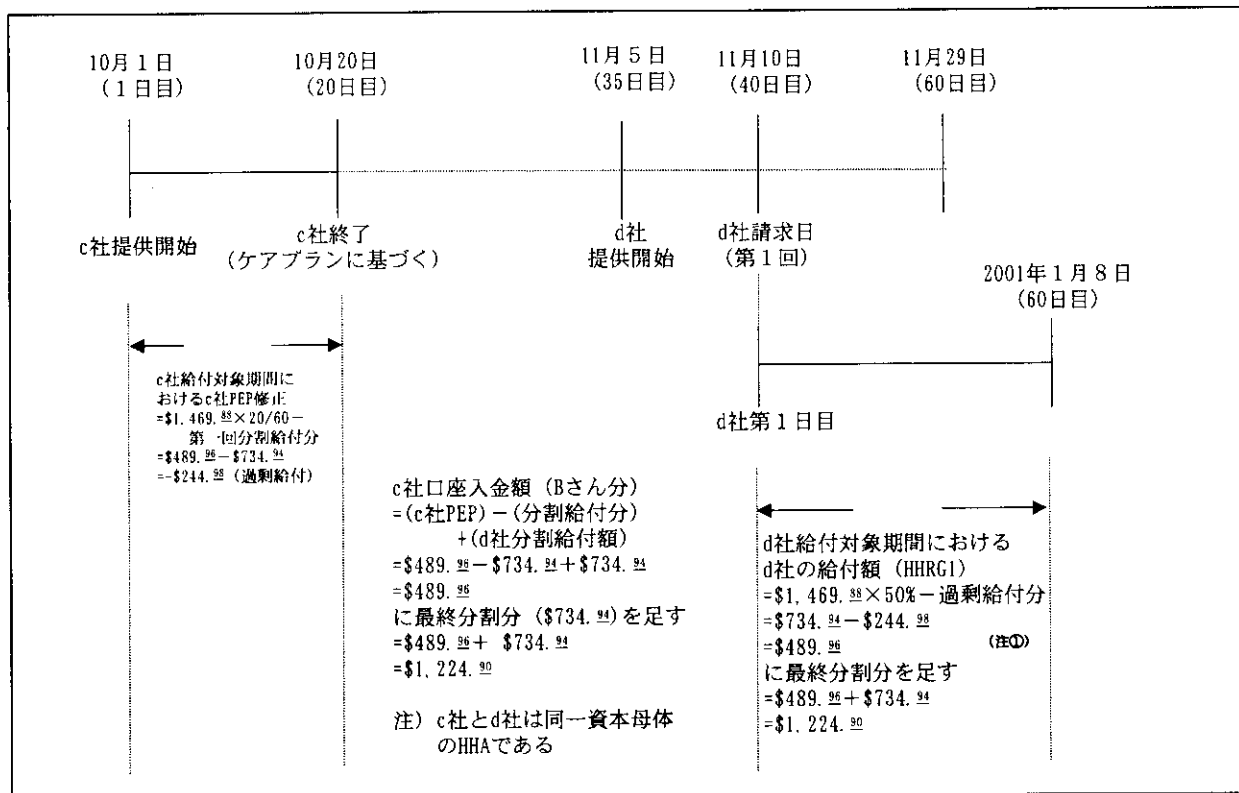 10月1日
(1日目)
10月20日
(20日目)
11月5日
(35日目)
11月10日
(40日目)
11月29日
(60日目)
c社提供開始
c社終了
(ケアプランに基づく)
d社
提供開始
d社請求日
(第1回)
2001年1月8日
(60日目)
c社給付対象期間に
おけるc社PEP修正
=$1,469.88×20/60−
第一回分割給付分
=$489.96−$734.94
=-$244.98 (過剰給付)
d社第1日目
c社口座入金額 (Bさん分)
=(c社PEP)−(分割給付分)
+(d社分割給付額)
=$489.96−$734.94+$734.94
=$489.96
に最終分割分 ($734.94)を足す
=$489.96+ $734.94
=$1,224.90
注) c社とd社は同一資本母体
のHHAである
d社給付対象期間における
d社の給付額 (HHRG1)
=$1,469.88×50%−過剰給付分
=$734.94−$244.98
=$489.96 (注①)
に最終分割分を足す
=$489.96+$734.94
=$1,224.90